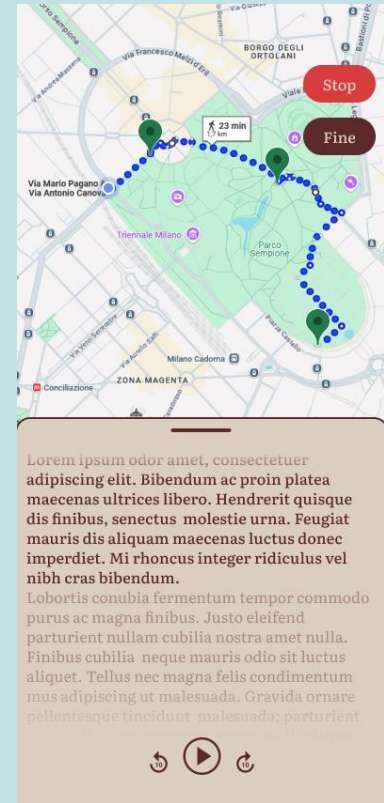 Via Francesco Melzi d'Eril
BORGO DEGLI
ORTOLANI
Stop
Fine
23 min
1,7 km
Via Mario Pagano
Via Antonio Canova
Triennale Milano
Parco
Sempione
Piazza Castello
Milano Cadorna
Conciliazione
ZONA MAGENTA
Lorem ipsum odor amet, consectetuer
adipiscing elit. Bibendum ac proin platea
maecenas ultrices libero. Hendrerit quisque
dis finibus, senectus molestie urna. Feugiat
mauris dis aliquam maecenas luctus donec
imperdiet. Mi rhoncus integer ridiculus vel
nibh cras bibendum.
Lobortis conubia fermentum tempor commodo
purus ac magna finibus. Justo eleifend
parturient nullam cubilia nostra amet nulla.
Finibus cubilia neque mauris odio sit luctus
aliquet. Tellus nec magna felis condimentum
mus adipiscing ut malesuada. Gravida ornare
pellentesque tincidunt malesuada; parturient
10
10